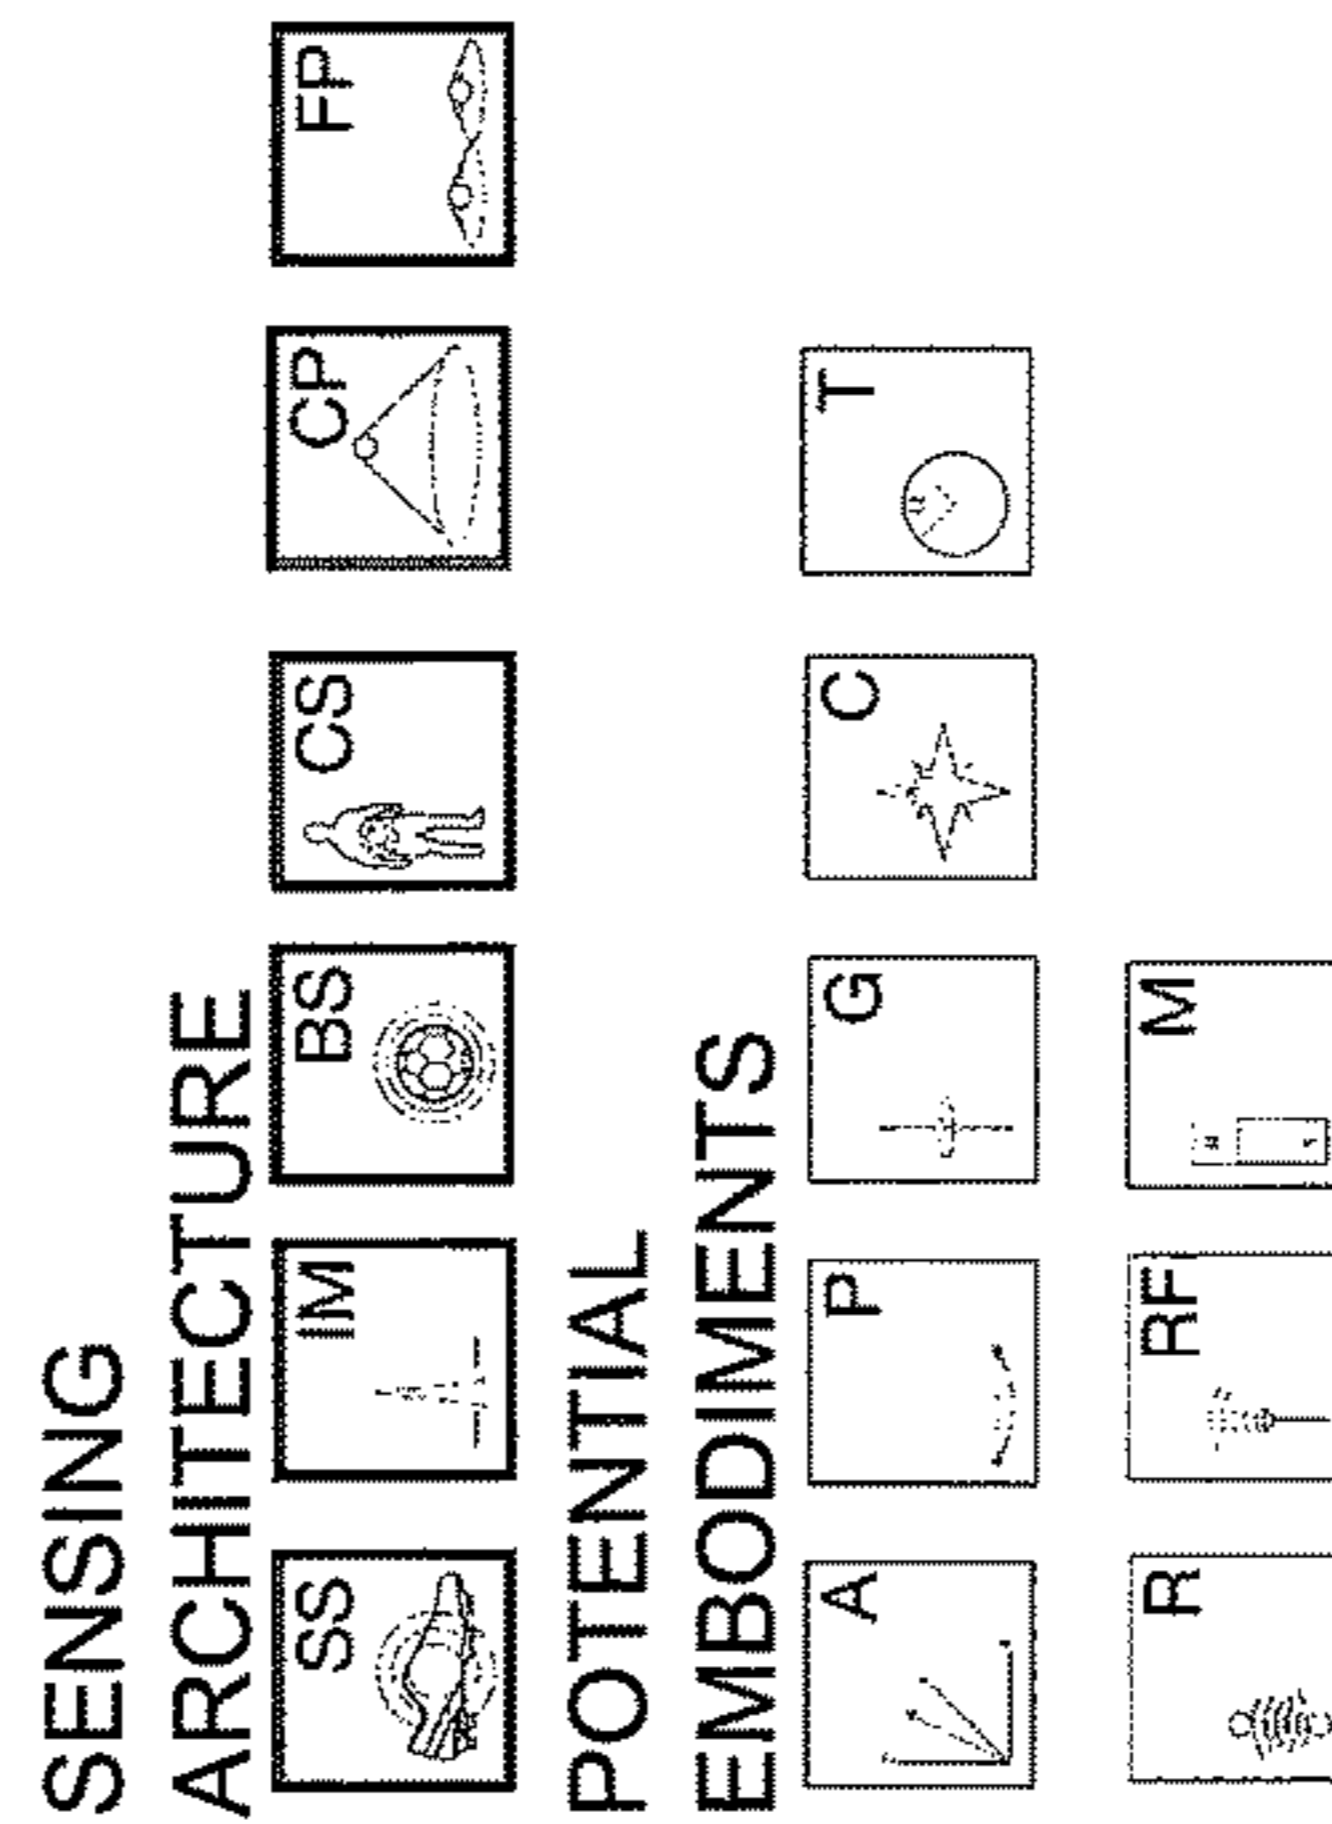 SENSING
ARCHITECTURE
SS IM BS CS CP FP
POTENTIAL
EMBODIMENTS
A P G C T
R RF M